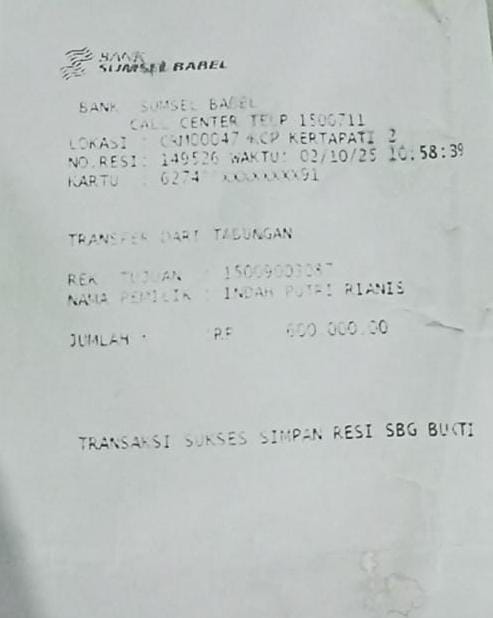 BANK
SUMSEL BABEL
BANK SUMSEL BABEL
CALL CENTER TELP 1500711
LOKASI : CRM00047 KCP KERTAPATI 2
NO.RESI: 149526 WAKTU: 02/10/25 10:58:39
KARTU : 6274 XXXXXXXX91
TRANSFER DARI TABUNGAN
REK TUJUAN : 15009003087
NAMA PEMILIK : INDAH PUTRI RIANIS
JUMLAH : RP 600.000.00
TRANSAKSI SUKSES SIMPAN RESI SBG BUKTI